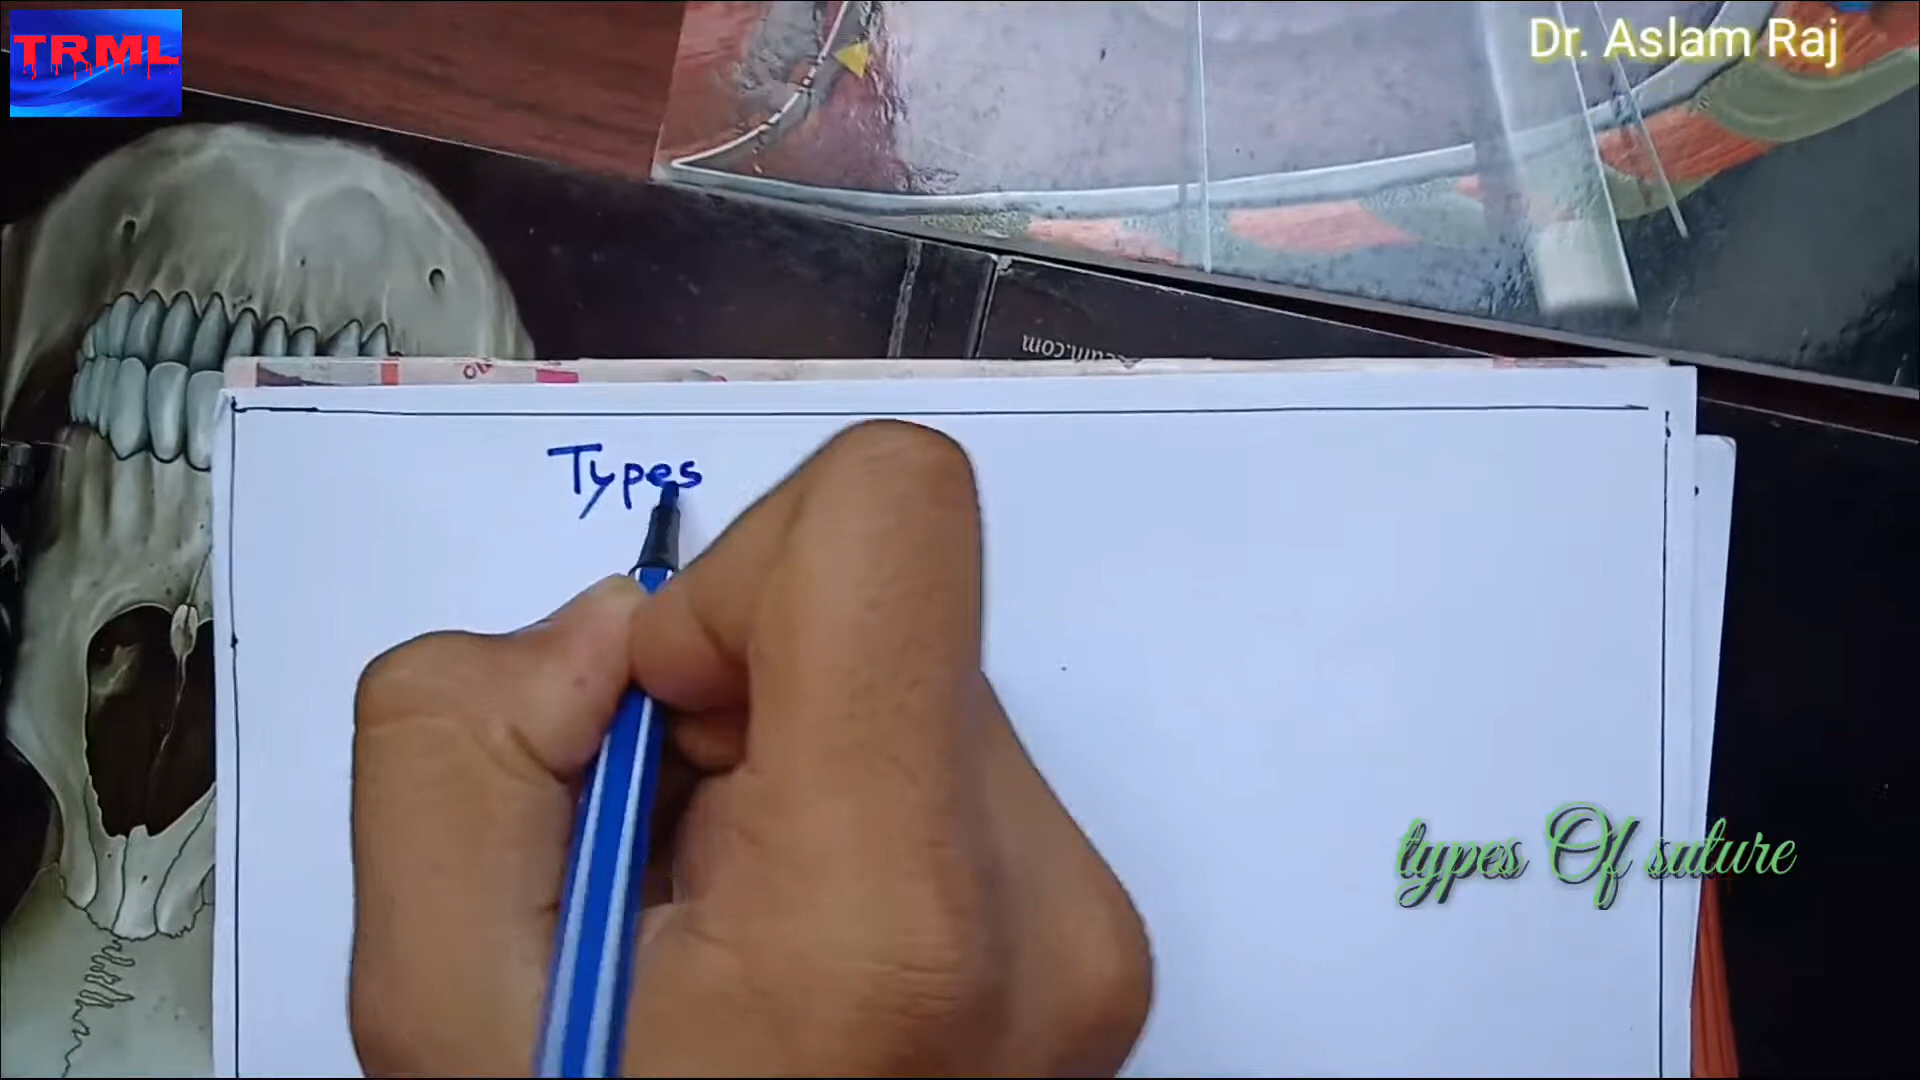 TRML
Dr. Aslam Raj
Types
types Of suture